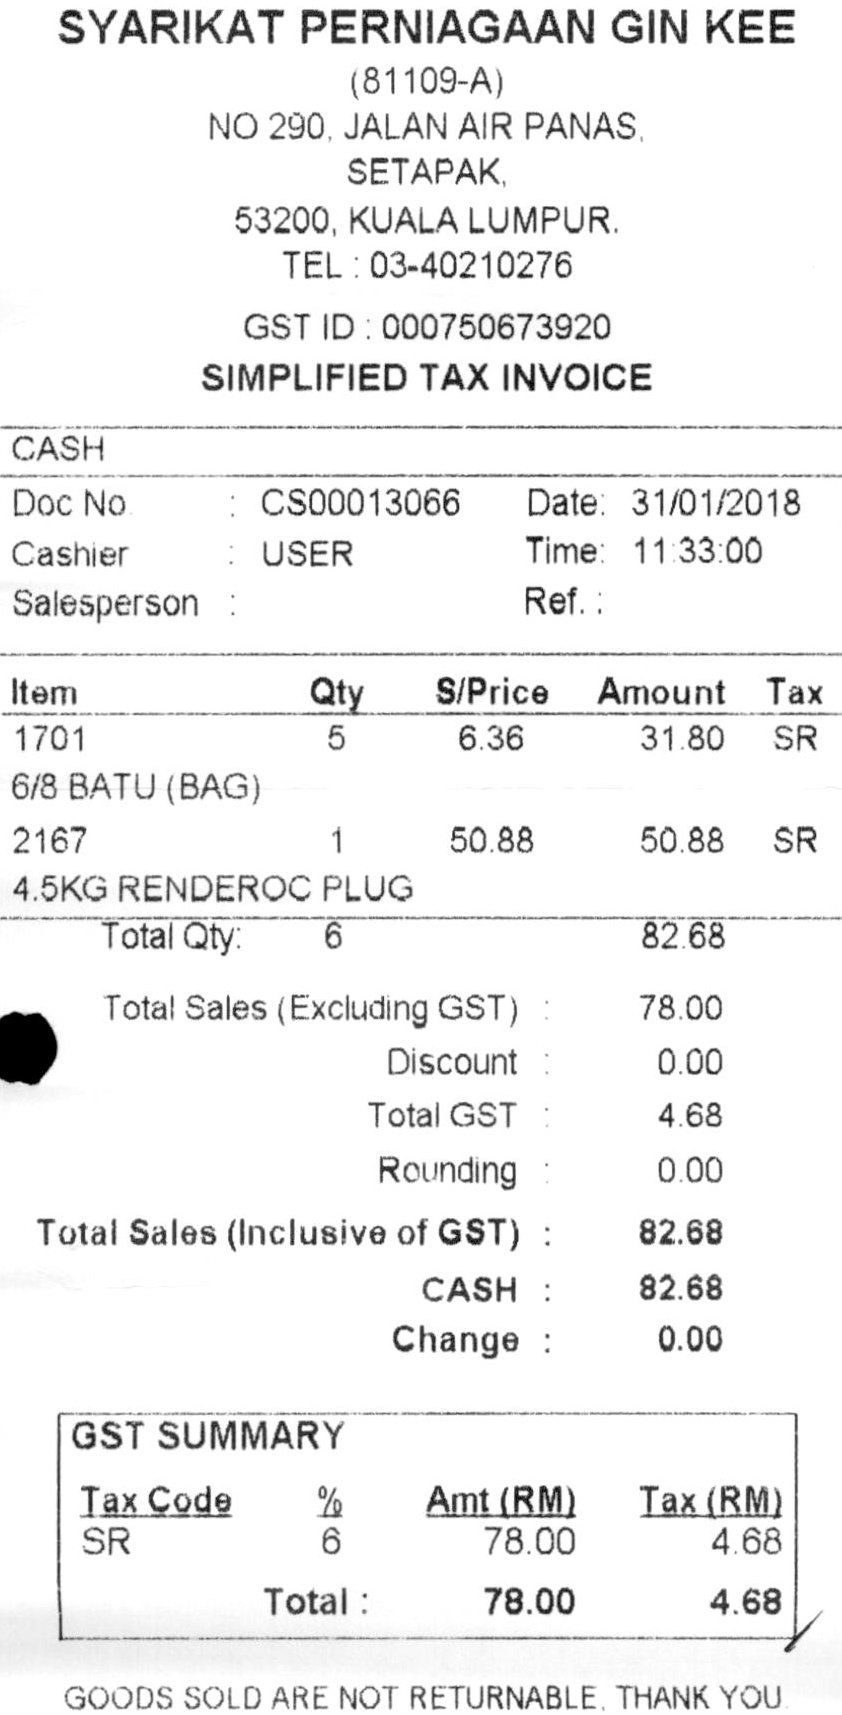 SYARIKAT PERNIAGAAN GIN KEE
(81109-A)
NO 290, JALAN AIR PANAS,
SETAPAK,
53200, KUALA LUMPUR.
TEL : 03-40210276
GST ID : 000750673920
SIMPLIFIED TAX INVOICE
CASH
Doc No : CS00013066 Date: 31/01/2018
Cashier : USER Time: 11:33:00
Salesperson : Ref. :
Item Qty S/Price Amount Tax
1701 5 6.36 31.80 SR
6/8 BATU (BAG)
2167 1 50.88 50.88 SR
4.5KG RENDEROC PLUG
Total Qty: 6 82.68
Total Sales (Excluding GST) : 78.00
Discount : 0.00
Total GST : 4.68
Rounding : 0.00
Total Sales (Inclusive of GST) : 82.68
CASH : 82.68
Change : 0.00
GST SUMMARY
Tax Code % Amt (RM) Tax (RM)
SR 6 78.00 4.68
Total : 78.00 4.68
GOODS SOLD ARE NOT RETURNABLE, THANK YOU.